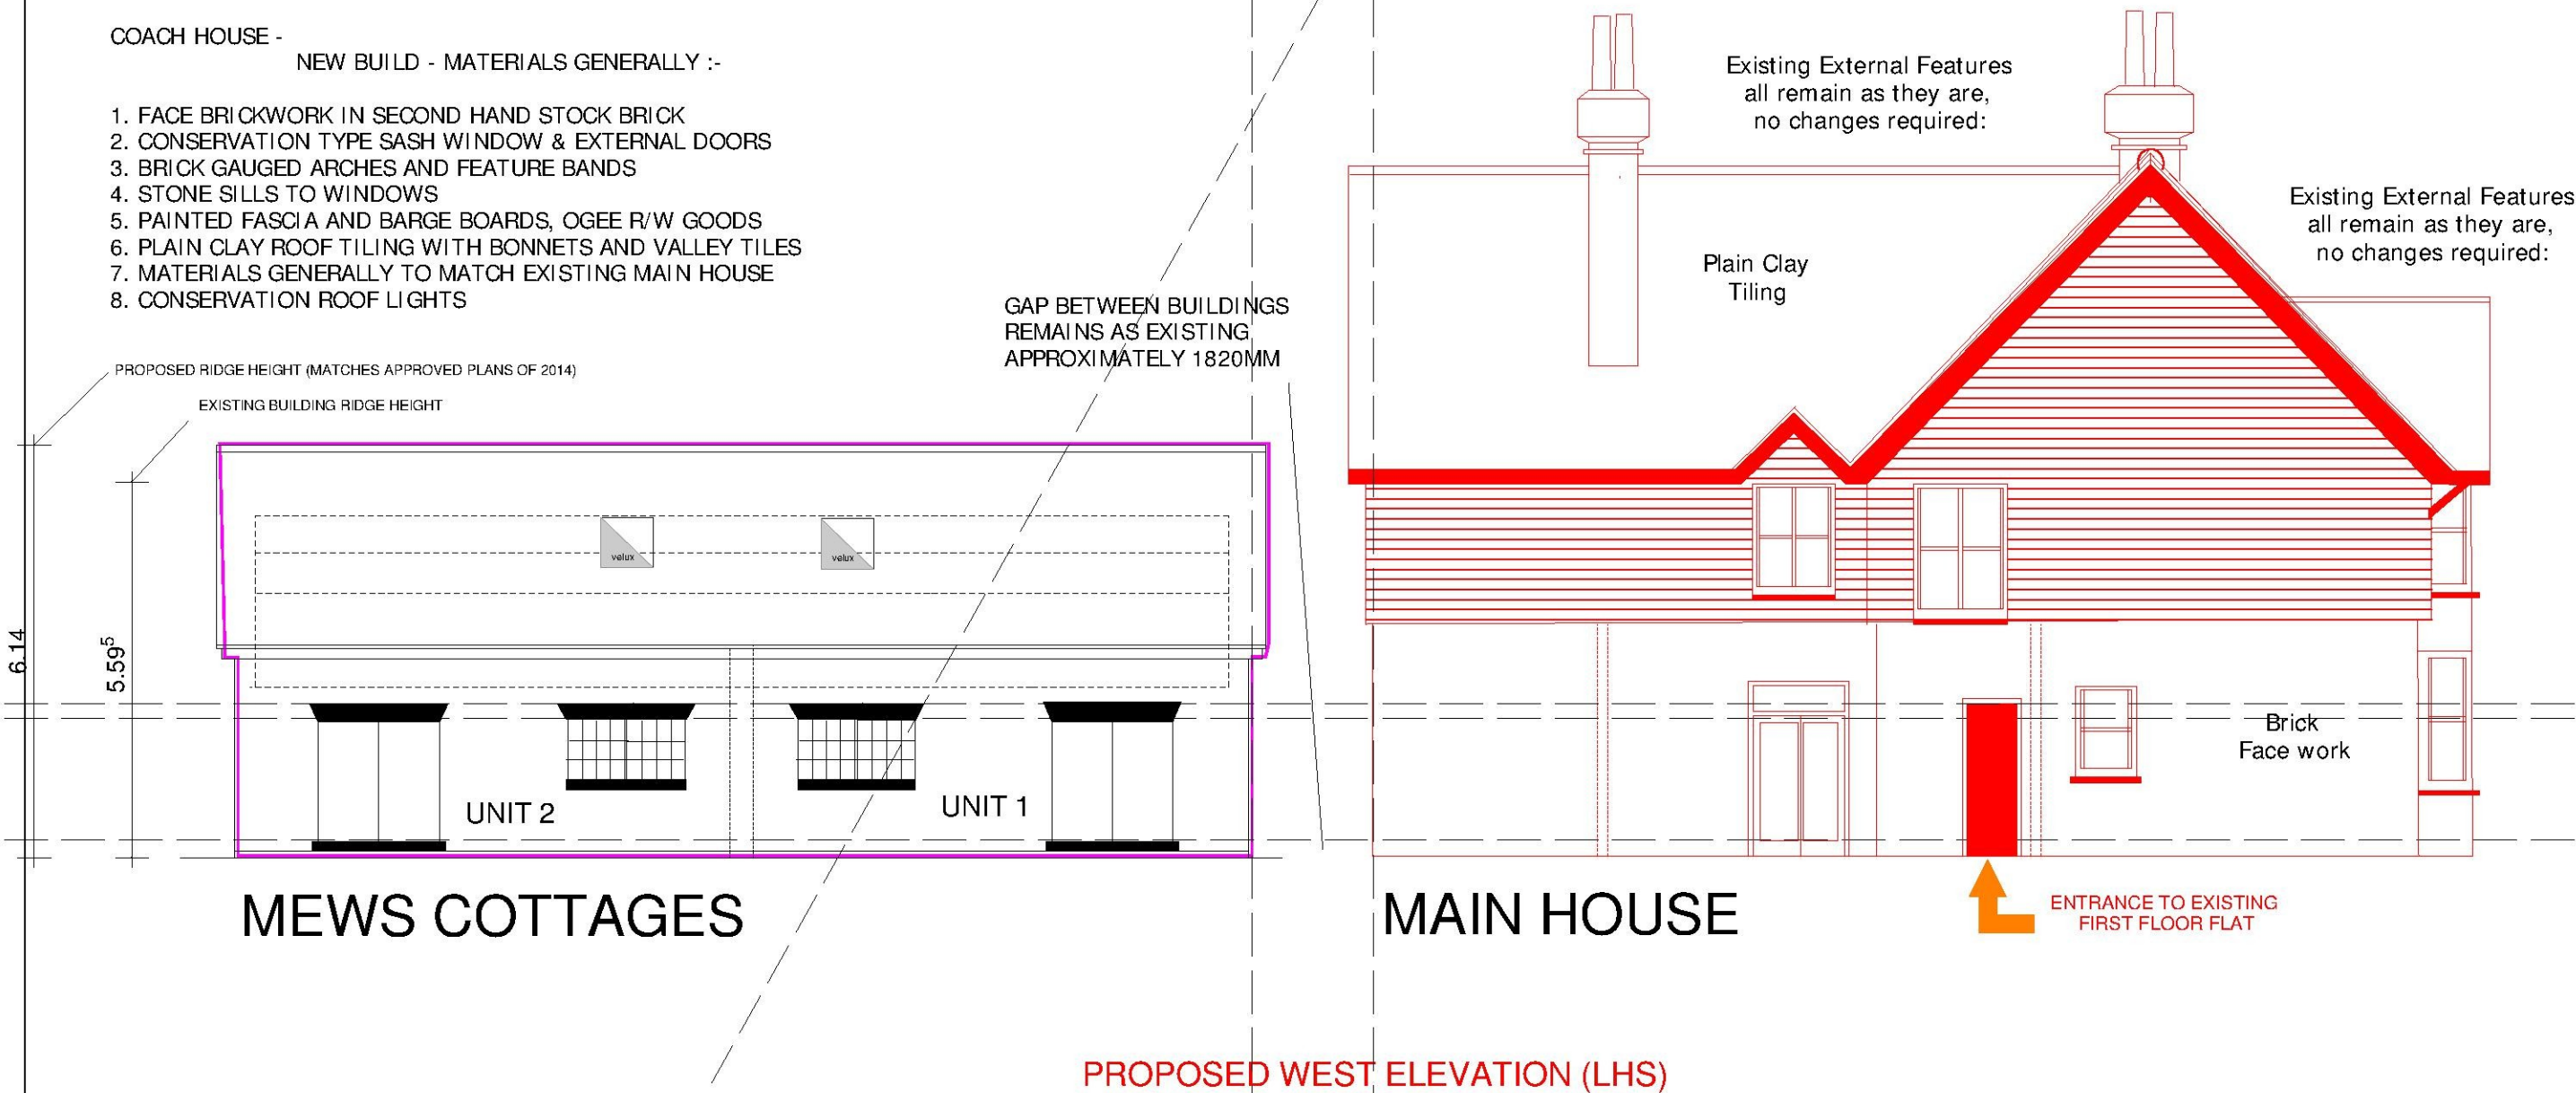 COACH HOUSE -
NEW BUILD - MATERIALS GENERALLY :-
1. FACE BRICKWORK IN SECOND HAND STOCK BRICK
2. CONSERVATION TYPE SASH WINDOW & EXTERNAL DOORS
3. BRICK GAUGED ARCHES AND FEATURE BANDS
4. STONE SILLS TO WINDOWS
5. PAINTED FASCIA AND BARGE BOARDS, OGEE R/W GOODS
6. PLAIN CLAY ROOF TILING WITH BONNETS AND VALLEY TILES
7. MATERIALS GENERALLY TO MATCH EXISTING MAIN HOUSE
8. CONSERVATION ROOF LIGHTS
PROPOSED RIDGE HEIGHT (MATCHES APPROVED PLANS OF 2014)
EXISTING BUILDING RIDGE HEIGHT
GAP BETWEEN BUILDINGS
REMAINS AS EXISTING
APPROXIMATELY 1820MM
Existing External Features
all remain as they are,
no changes required:
Existing External Features
all remain as they are,
no changes required:
Plain Clay
Tiling
velux
velux
6.14
5.59⁵
UNIT 2
UNIT 1
Brick
Face work
MEWS COTTAGES
MAIN HOUSE
ENTRANCE TO EXISTING
FIRST FLOOR FLAT
PROPOSED WEST ELEVATION (LHS)